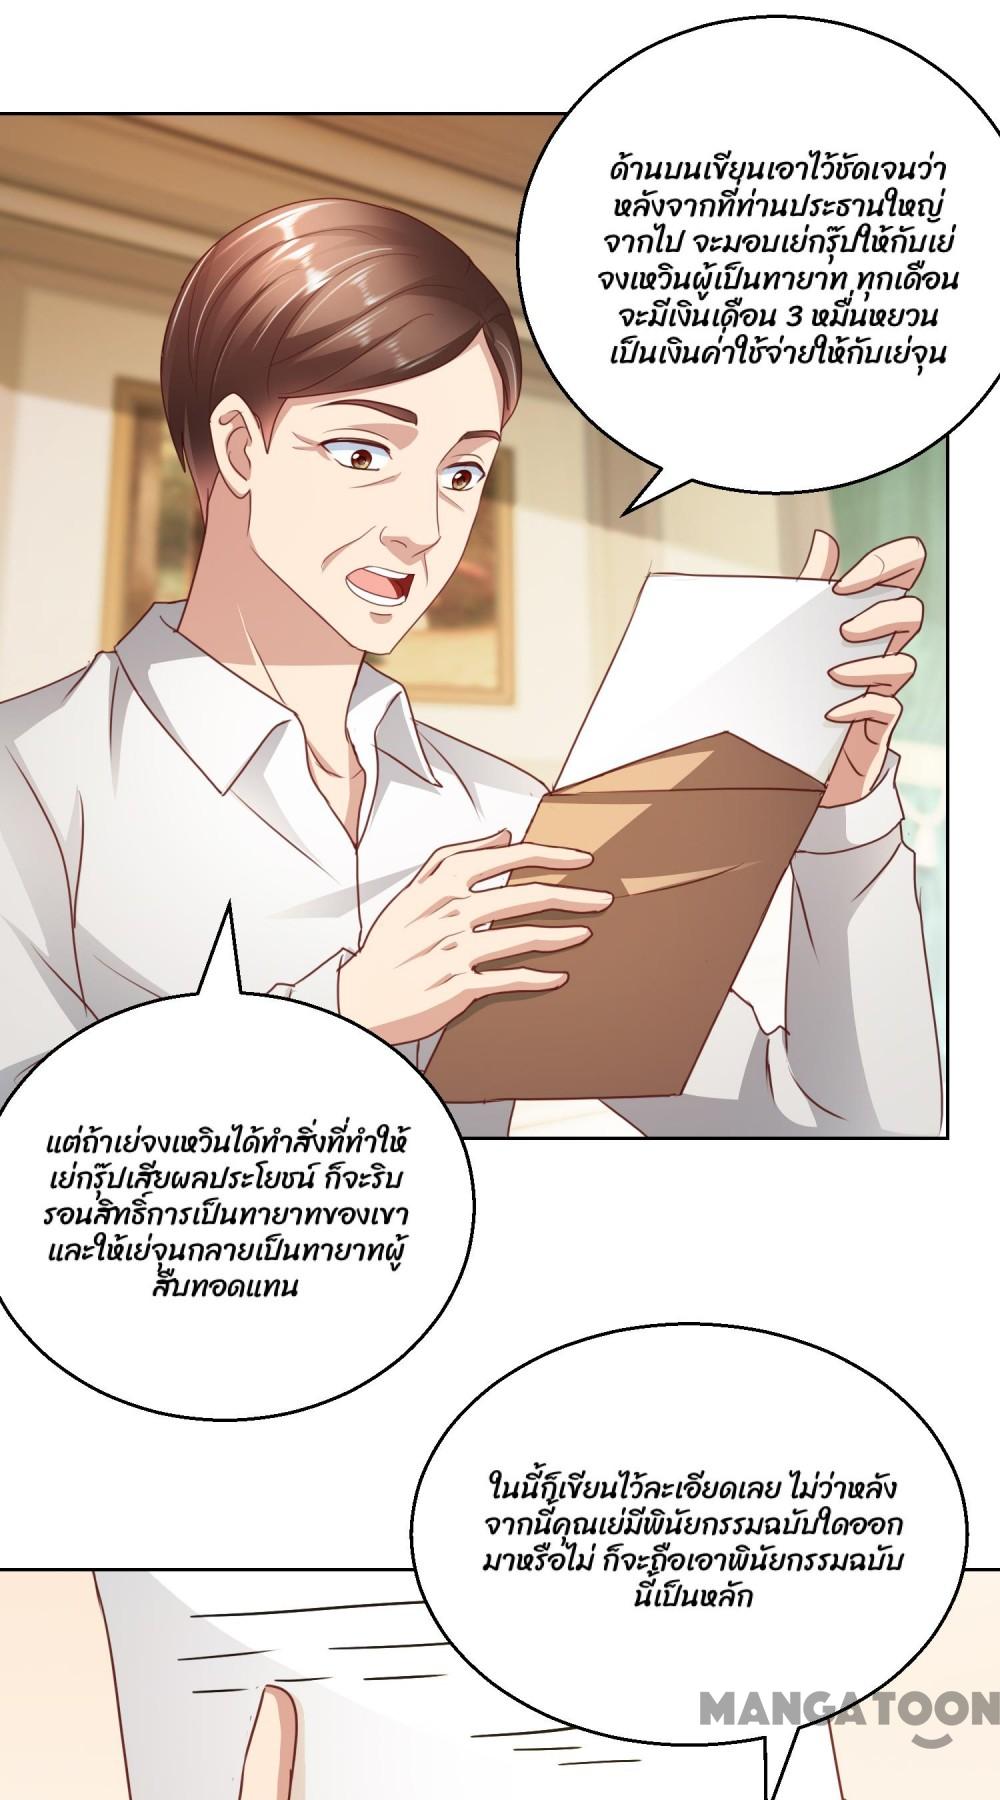 ด้านบนเขียนเอาไว้ชัดเจนว่า
หลังจากที่ท่านประธานใหญ่
จากไป จะมอบเย่กรุ๊ปให้กับเย่
จงเหวินผู้เป็นทายาท ทุกเดือน
จะมีเงินเดือน 3 หมื่นหยวน
เป็นเงินค่าใช้จ่ายให้กับเย่จุน
แต่ถ้าเย่จงเหวินได้ทำสิ่งที่ทำให้
เย่กรุ๊ปเสียผลประโยชน์ ก็จะริบ
รอนสิทธิ์การเป็นทายาทของเขา
และให้เย่จุนกลายเป็นทายาทผู้
สืบทอดแทน
ในนี้ก็เขียนไว้ละเอียดเลย ไม่ว่าหลัง
จากนี้คุณเย่มีพินัยกรรมฉบับใดออก
มาหรือไม่ ก็จะถือเอาพินัยกรรมฉบับ
นี้เป็นหลัก
MANGATOON